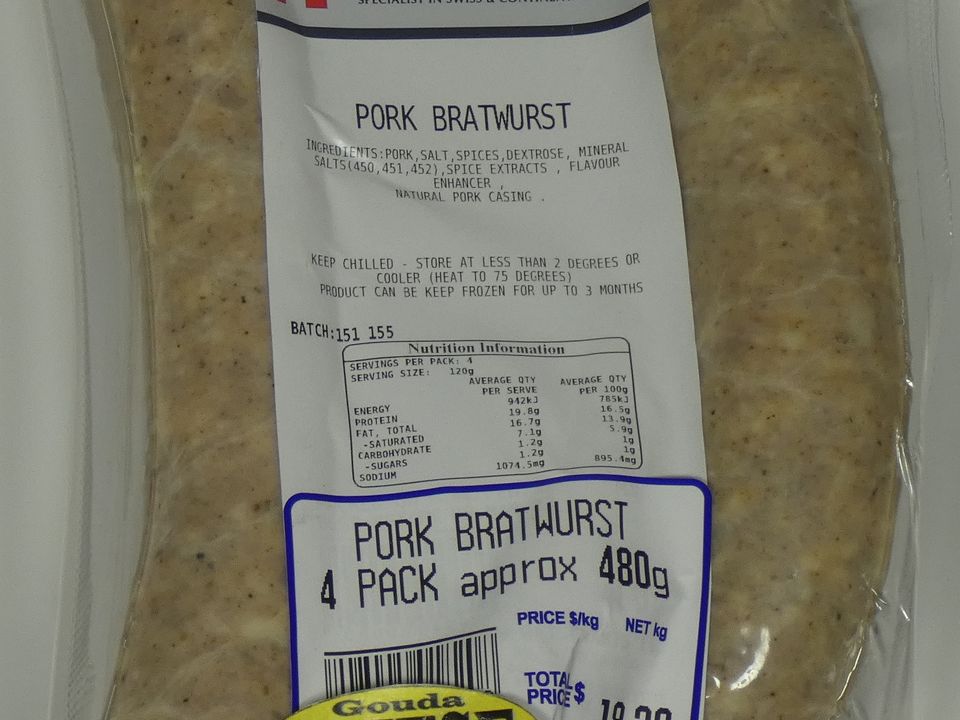 SPECIALIST IN SWISS &
PORK BRATWURST
INGREDIENTS:PORK,SALT,SPICES,DEXTROSE, MINERAL
SALTS(450,451,452),SPICE EXTRACTS , FLAVOUR
ENHANCER ,
NATURAL PORK CASING .
KEEP CHILLED - STORE AT LESS THAN 2 DEGREES OR
COOLER (HEAT TO 75 DEGREES)
PRODUCT CAN BE KEEP FROZEN FOR UP TO 3 MONTHS
BATCH:151 155
Nutrition Information
SERVINGS PER PACK: 4
SERVING SIZE: 120g
AVERAGE QTY AVERAGE QTY
PER SERVE PER 100g
ENERGY 942kJ 785kJ
PROTEIN 19.8g 16.5g
FAT, TOTAL 16.7g 13.9g
-SATURATED 7.1g 5.9g
CARBOHYDRATE 1.2g 1g
-SUGARS 1.2g 1g
SODIUM 1074.5mg 895.4mg
PORK BRATWURST
4 PACK approx 480g
PRICE $/kg NET kg
TOTAL
PRICE $
Gouda